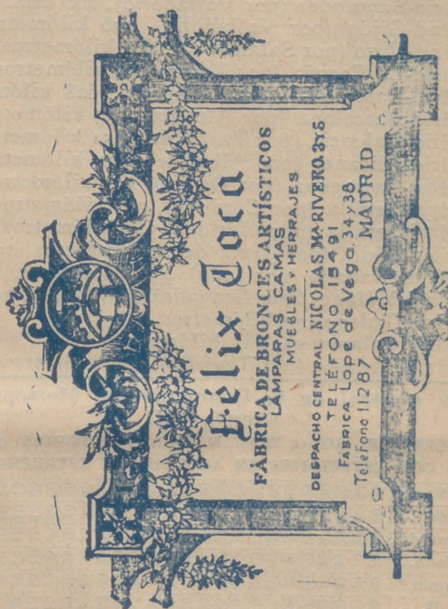 Félix Toca
FÁBRICA DE BRONCES ARTÍSTICOS
LÁMPARAS CAMAS
MUEBLES Y HERRAJES
DESPACHO CENTRAL NICOLÁS Mª RIVERO. 3 Y 5
TELÉFONO 15491
FÁBRICA Lope de Vega. 34 y 38
Teléfono 11287 MADRID